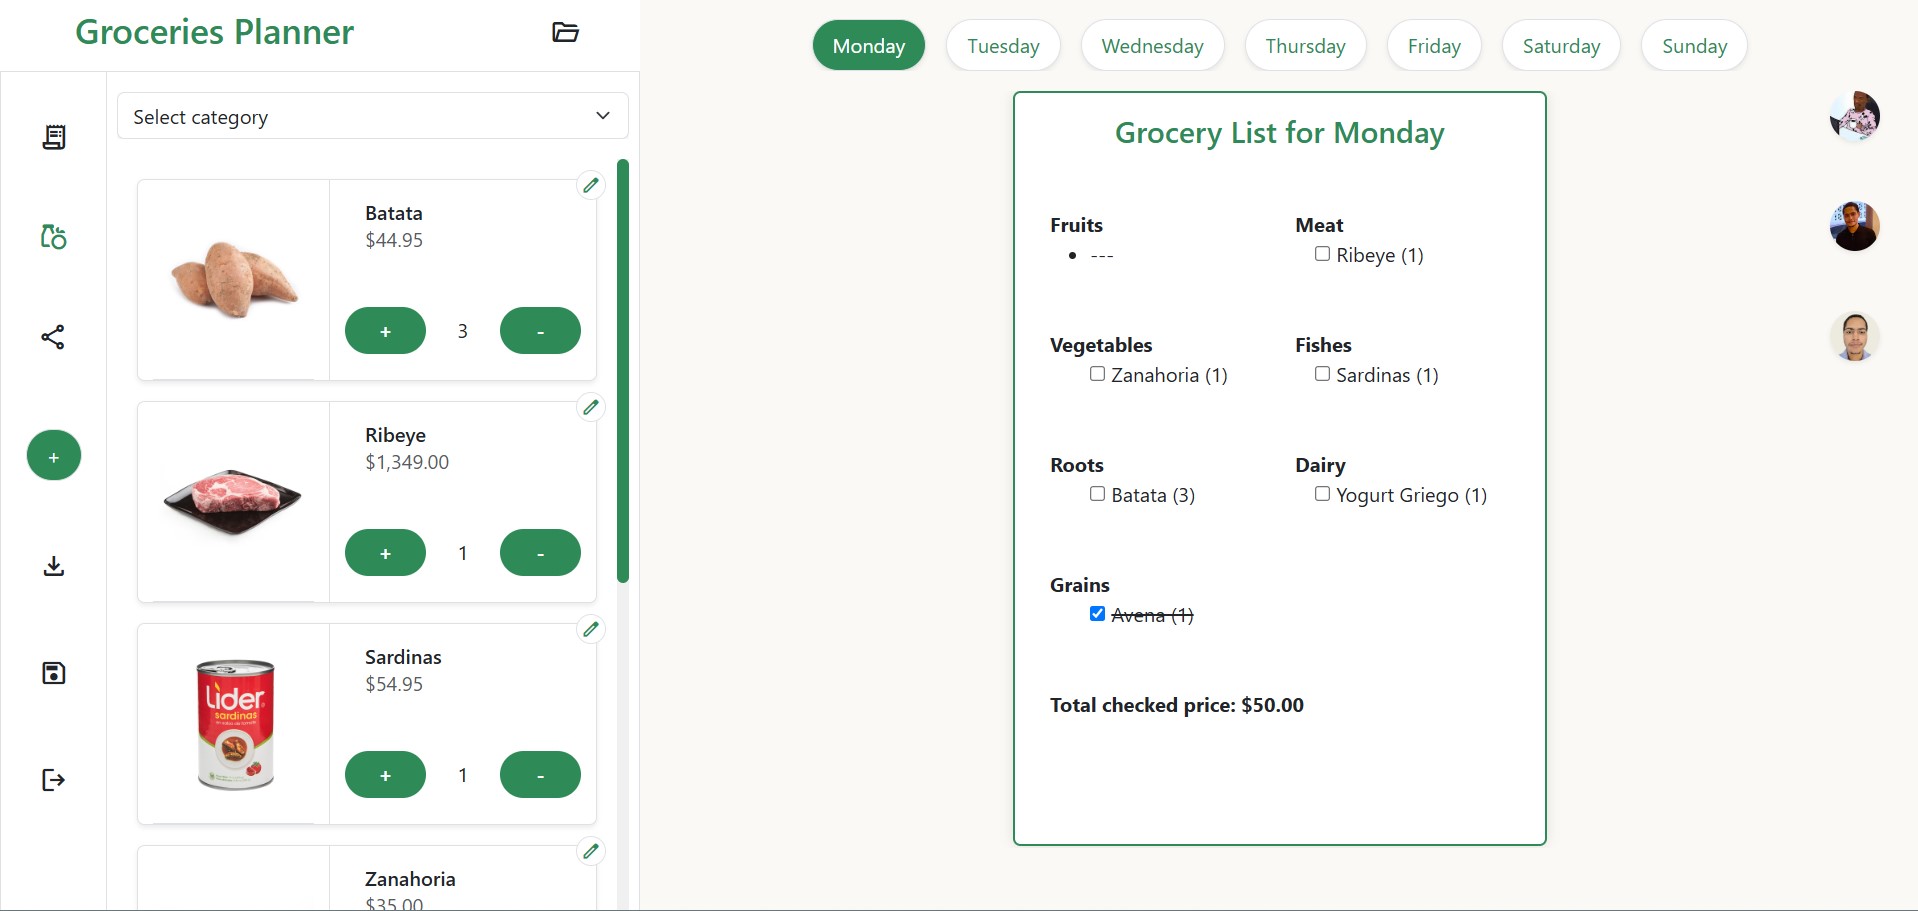 Groceries Planner
Monday
Tuesday
Wednesday
Thursday
Friday
Saturday
Sunday
Select category
Batata
$44.95
+ 3 -
Ribeye
$1,349.00
+ 1 -
Lider
sardinas
Sardinas
$54.95
+ 1 -
Zanahoria
$35.00
+
Grocery List for Monday
Fruits
---
Meat
Ribeye (1)
Vegetables
Zanahoria (1)
Fishes
Sardinas (1)
Roots
Batata (3)
Dairy
Yogurt Griego (1)
Grains
Avena (1)
Total checked price: $50.00